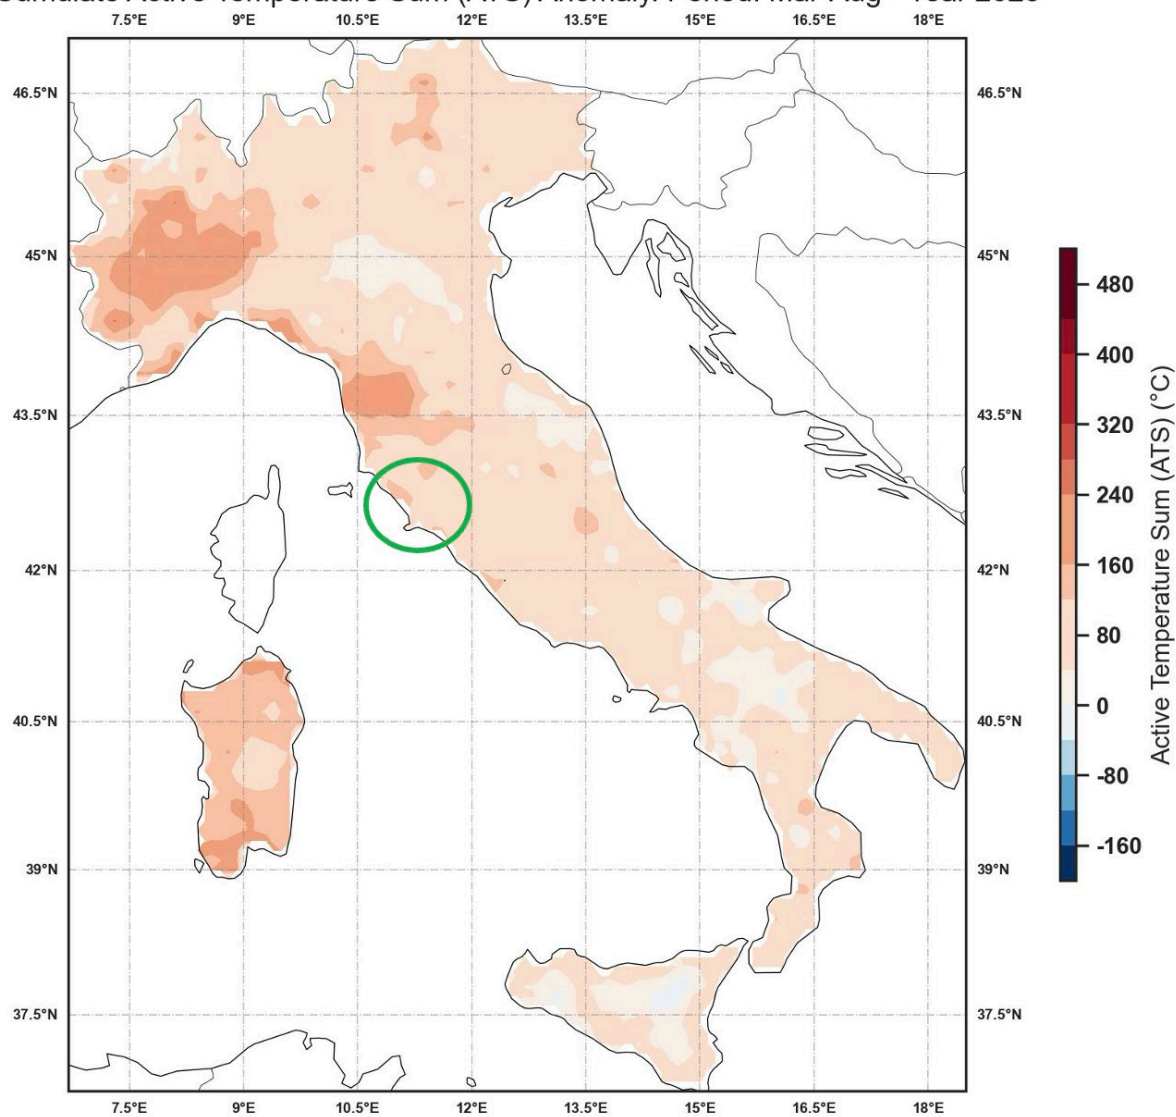 Cumulate Active Temperature Sum (ATS) Anomaly. Period: Mar-Aug - Year
7.5°E 9°E 10.5°E 12°E 13.5°E 15°E 16.5°E 18°E
46.5°N 46.5°N
45°N 45°N
43.5°N 43.5°N
42°N 42°N
40.5°N 40.5°N
39°N 39°N
37.5°N 37.5°N
7.5°E 9°E 10.5°E 12°E 13.5°E 15°E 16.5°E 18°E
480
400
320
240
160
80
0
-80
-160
Active Temperature Sum (ATS) (°C)